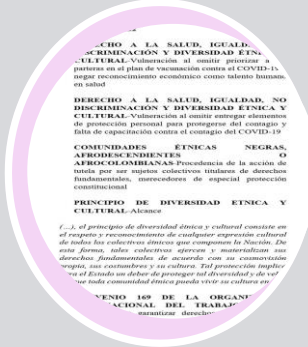 CHO A LA SALUD, IGUALD
DISCRIMINACIÓN Y DIVERSIDAD ÉTN
CULTURAL-Vulneración al omitir priorizar a
parteras en el plan de vacunación contra el COVID-1
negar reconocimiento económico como talento humano
en salud
DERECHO A LA SALUD, IGUALDAD, NO
DISCRIMINACIÓN Y DIVERSIDAD ÉTNICA Y
CULTURAL-Vulneración al omitir entregar elementos
de protección personal para protegerse del contagio y
falta de capacitación contra el contagio del COVID-19
COMUNIDADES ÉTNICAS NEGRAS,
AFRODESCENDIENTES O
AFROCOLOMBIANAS-Procedencia de la acción de
tutela por ser sujetos colectivos titulares de derechos
fundamentales, merecedores de especial protección
constitucional
PRINCIPIO DE DIVERSIDAD ETNICA Y
CULTURAL-Alcance
(...), el principio de diversidad étnica y cultural consiste en
el respeto y reconocimiento de cualquier expresión cultural
de todos los colectivos étnicos que componen la Nación. De
esta forma, tales colectivos ejercen y materializan sus
derechos fundamentales de acuerdo con su cosmovisión
propia, sus costumbres y su cultura. Tal protección implic
ra el Estado un deber de proteger tal diversidad y de vel
que toda comunidad étnica pueda vivir su cultura en
VENIO 169 DE LA ORGANI
NACIONAL DEL TRABAJO
garantizar derecho